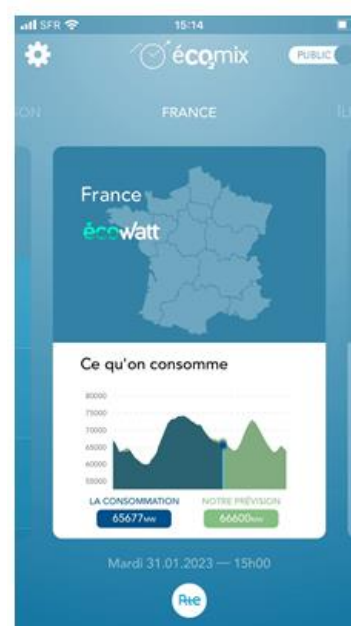 SFR 15:14
éCO₂mix PUBLIC
FRANCE
France
écowatt
Ce qu'on consomme
80000
75000
70000
65000
60000
55000
LA CONSOMMATION NOTRE PRÉVISION
65677MW 66600MW
Mardi 31.01.2023 — 15h00
Rte